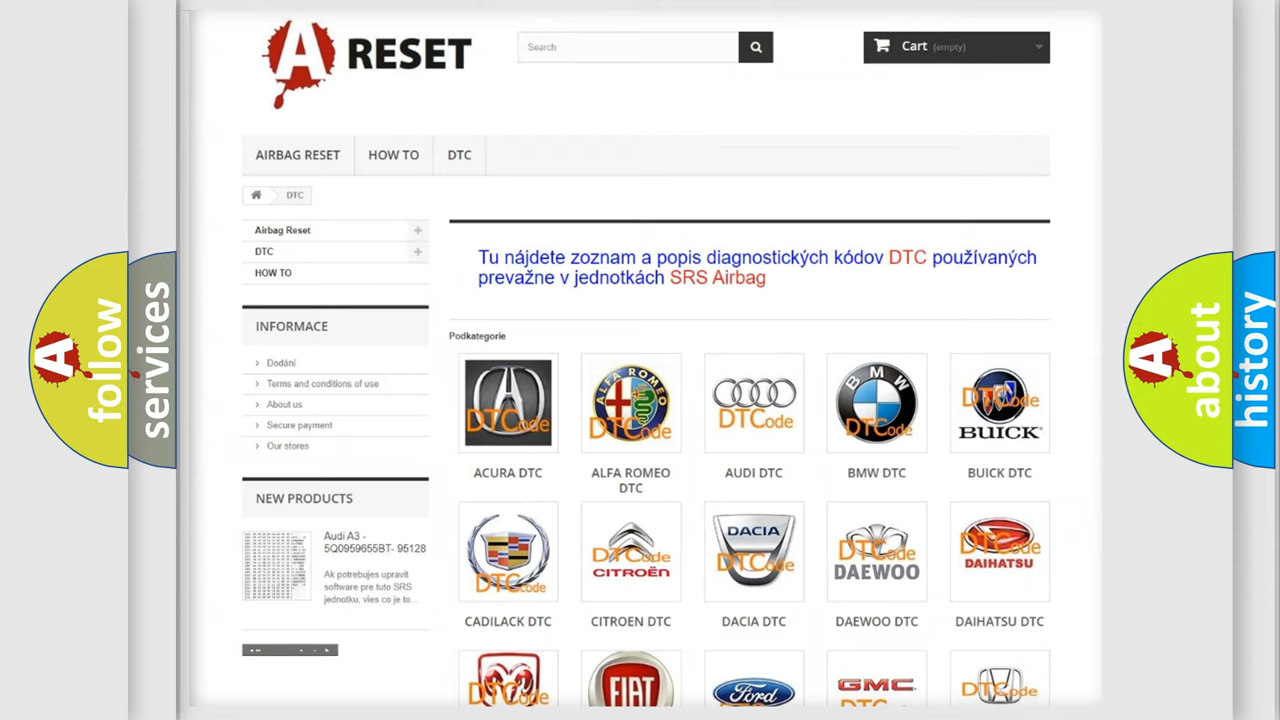 A RESET
Search
Cart (empty)
AIRBAG RESET
HOW TO
DTC
DTC
Airbag Reset
DTC
HOW TO
Tu nájdete zoznam a popis diagnostických kódov DTC používaných
prevažne v jednotkách SRS Airbag
INFORMACE
Dodání
Terms and conditions of use
About us
Secure payment
Our stores
Podkategorie
DTCode
ALFA ROMEO
DTCode
DTCode
BMW
DTCode
DTCode
BUICK
ACURA DTC
ALFA ROMEO
DTC
AUDI DTC
BMW DTC
BUICK DTC
NEW PRODUCTS
Audi A3 -
5Q0959655BT- 95128
Ak potrebujes upravit
software pre tuto SRS
jednotku, vies co je to...
DTCode
DTCode
CITROËN
DACIA
DTCode
DTCode
DAEWOO
DTCode
DAIHATSU
CADILACK DTC
CITROEN DTC
DACIA DTC
DAEWOO DTC
DAIHATSU DTC
DTCode
FIAT
Ford
GMC
DTCode
A follow
services
A about
history